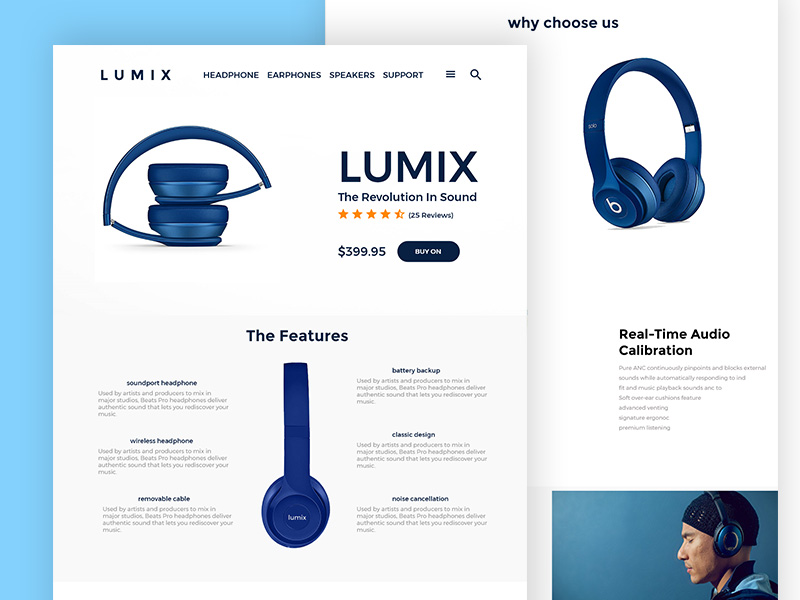 LUMIX
HEADPHONE EARPHONES SPEAKERS SUPPORT
LUMIX
The Revolution In Sound
(25 Reviews)
$399.95
BUY ON
The Features
soundport headphone
Used by artists and producers to mix in
major studios, Beats Pro headphones deliver
authentic sound that lets you rediscover your
music.
wireless headphone
Used by artists and producers to mix in
major studios, Beats Pro headphones deliver
authentic sound that lets you rediscover your
music.
removable cable
Used by artists and producers to mix in
major studios, Beats Pro headphones deliver
authentic sound that lets you rediscover your
music.
lumix
battery backup
Used by artists and producers to mix in
major studios, Beats Pro headphones deliver
authentic sound that lets you rediscover your
music.
classic design
Used by artists and producers to mix in
major studios, Beats Pro headphones deliver
authentic sound that lets you rediscover your
music.
noise cancellation
Used by artists and producers to mix in
major studios, Beats Pro headphones deliver
authentic sound that lets you rediscover your
music.
why choose us
solo
b
Real-Time Audio
Calibration
Pure ANC continuously pinpoints and blocks external
sounds while automatically responding to ind
fit and music playback sounds anc to
Soft over-ear cushions feature
advanced venting
signature ergonoc
premium listening